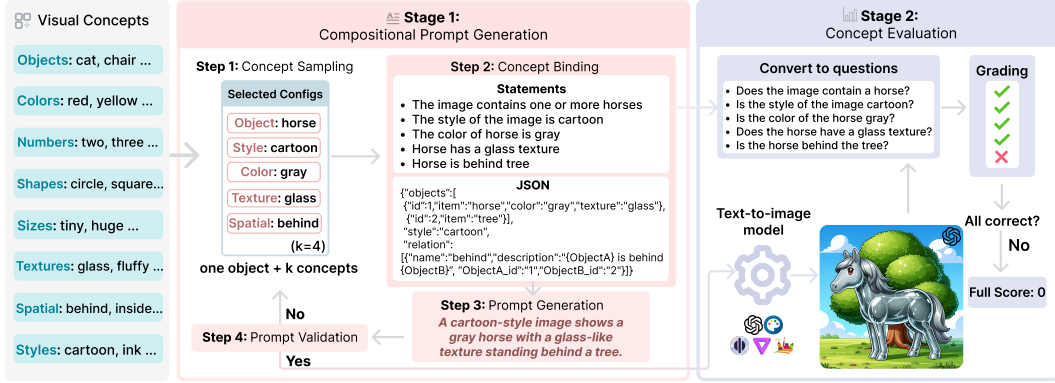 Visual Concepts
Objects: cat, chair ...
Colors: red, yellow ...
Numbers: two, three ...
Shapes: circle, square...
Sizes: tiny, huge ...
Textures: glass, fluffy ...
Spatial: behind, inside...
Styles: cartoon, ink ...
Stage 1:
Compositional Prompt Generation
Step 1: Concept Sampling
Selected Configs
Object: horse
Style: cartoon
Color: gray
Texture: glass
Spatial: behind
(k=4)
one object + k concepts
Step 2: Concept Binding
Statements
• The image contains one or more horses
• The style of the image is cartoon
• The color of horse is gray
• Horse has a glass texture
• Horse is behind tree
JSON
{"objects":[
{"id":1,"item":"horse","color":"gray","texture":"glass"},
{"id":2,"item":"tree"}],
"style":"cartoon",
"relation":
[{"name":"behind","description":"{ObjectA} is behind
{ObjectB}", "ObjectA_id":"1","ObjectB_id":"2"}]}
Step 3: Prompt Generation
A cartoon-style image shows a
gray horse with a glass-like
texture standing behind a tree.
No
Step 4: Prompt Validation
Yes
Stage 2:
Concept Evaluation
Convert to questions
• Does the image contain a horse?
• Is the style of the image cartoon?
• Is the color of the horse gray?
• Does the horse have a glass texture?
• Is the horse behind the tree?
Grading
Text-to-image
model
All correct?
No
Full Score: 0